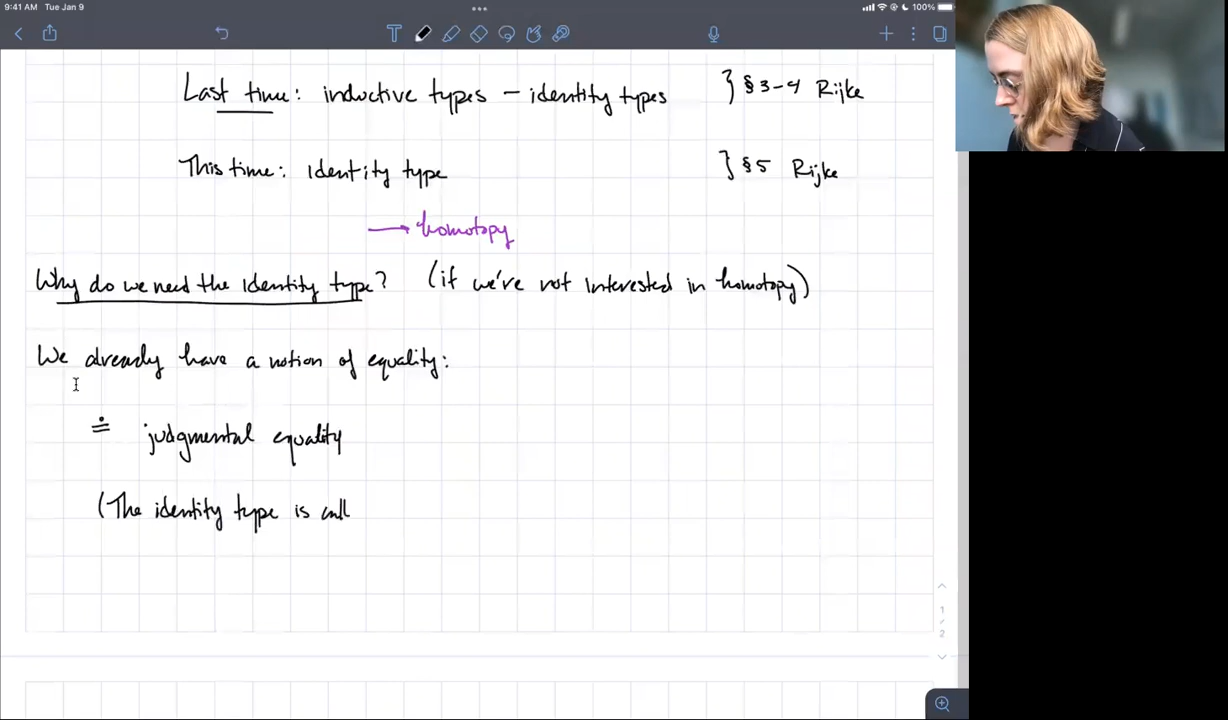 9:41 AM Tue Jan 9
100%
Last time: inductive types - identity types } §3-4 Rijke
This time: identity type } §5 Rijke
→ homotopy
Why do we need the identity type? (if we're not interested in homotopy)
We already have a notion of equality:
≐ judgmental equality
(The identity type is call
1
/
2